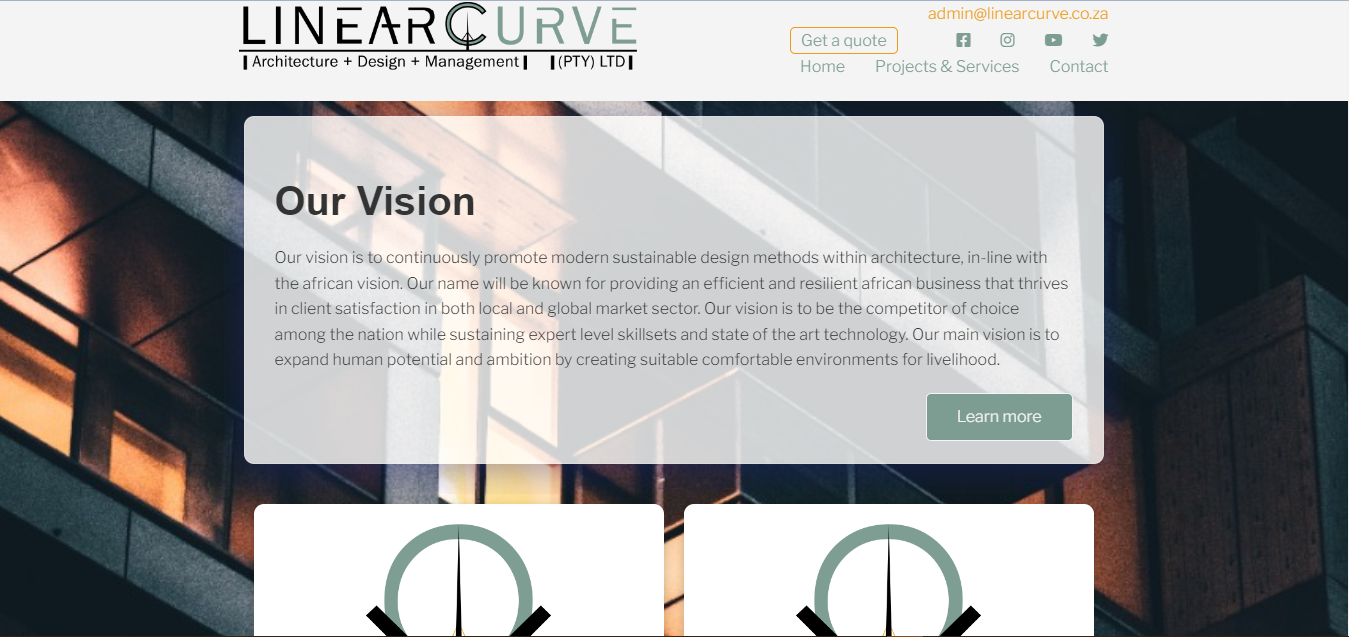 LINEARCURVE
Architecture + Design + Management (PTY) LTD
admin@linearcurve.co.za
Get a quote
Home Projects & Services Contact
Our Vision
Our vision is to continuously promote modern sustainable design methods within architecture, in-line with
the african vision. Our name will be known for providing an efficient and resilient african business that thrives
in client satisfaction in both local and global market sector. Our vision is to be the competitor of choice
among the nation while sustaining expert level skillsets and state of the art technology. Our main vision is to
expand human potential and ambition by creating suitable comfortable environments for livelihood.
Learn more